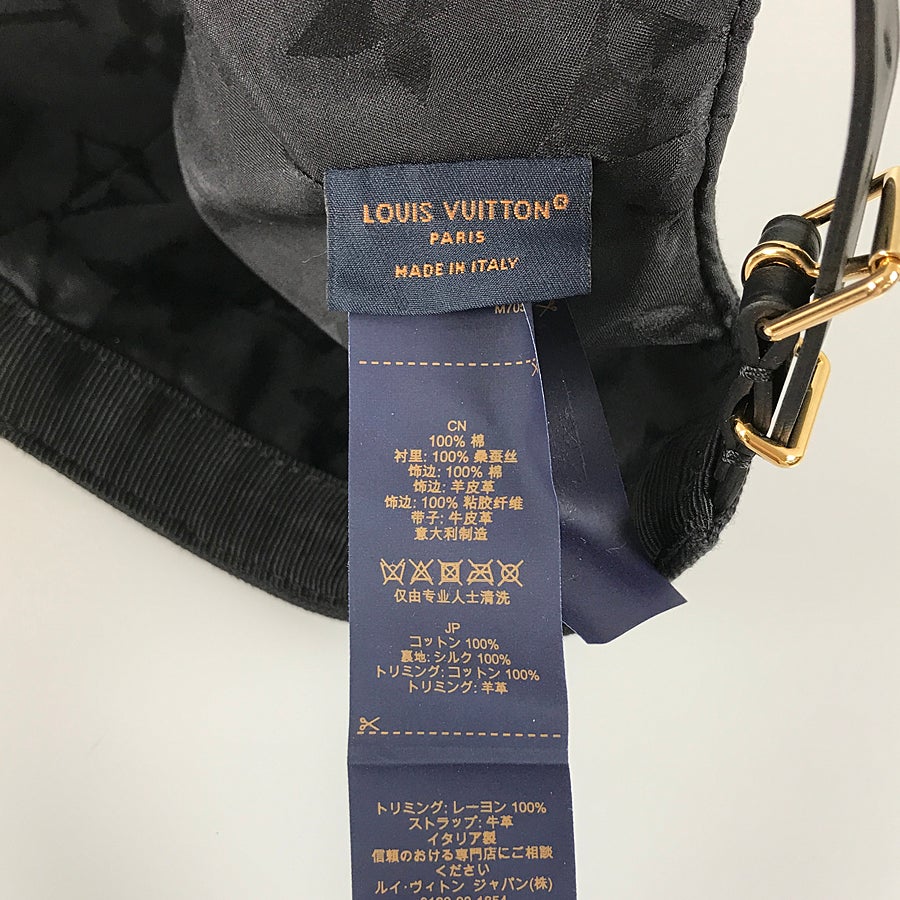 LOUIS VUITTON®
PARIS
MADE IN ITALY
CN
100% 棉
衬里: 100% 桑蚕丝
饰边: 100% 棉
饰边: 羊皮革
饰边: 100% 粘胶纤维
带子: 牛皮革
意大利制造
仅由专业人士清洗
JP
コットン 100%
裏地: シルク 100%
トリミング: コットン 100%
トリミング: 羊革
トリミング: レーヨン 100%
ストラップ: 牛革
イタリア製
信頼のおける専門店にご相談
ください
ルイ・ヴィトン ジャパン(株)